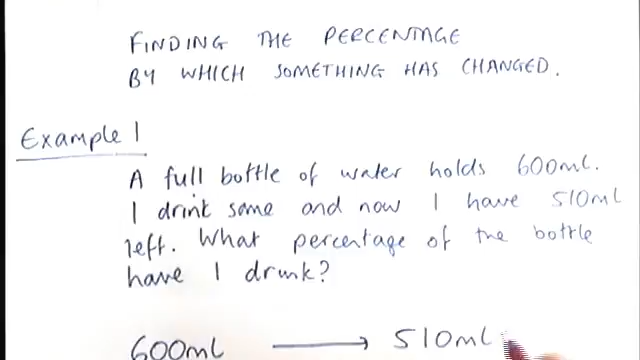 FINDING THE PERCENTAGE
BY WHICH SOMETHING HAS CHANGED.
Example 1
A full bottle of water holds 600mL.
I drink some and now I have 510mL
left. What percentage of the bottle
have I drunk?
600mL → 510mL